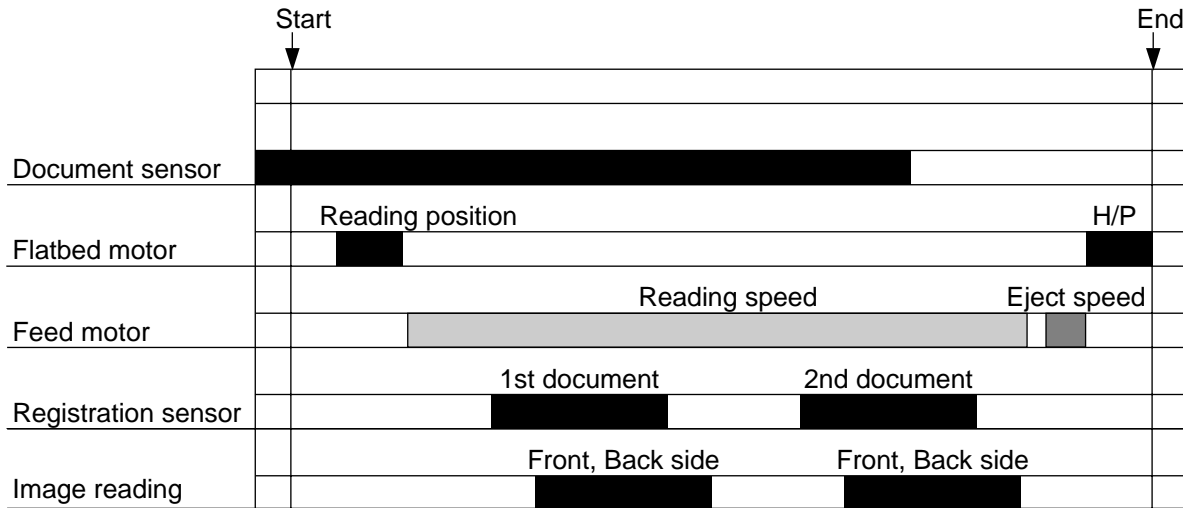 Start End
Document sensor
Reading position H/P
Flatbed motor
Reading speed Eject speed
Feed motor
1st document 2nd document
Registration sensor
Front, Back side Front, Back side
Image reading